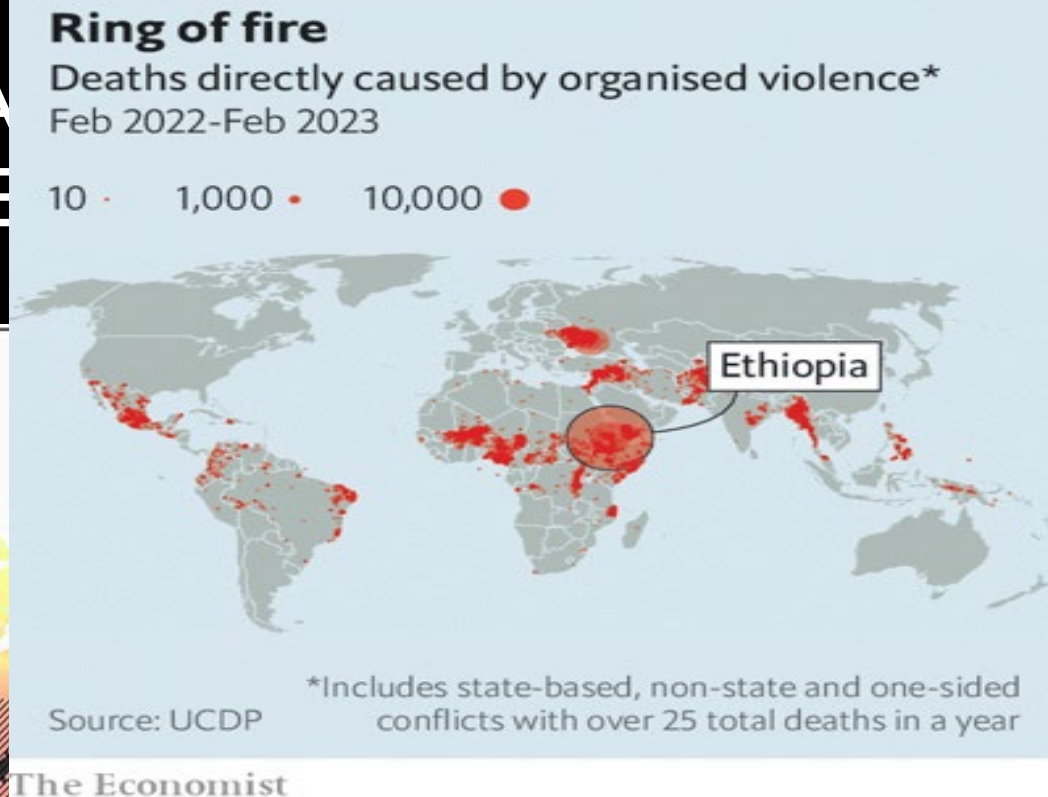 Ring of fire
Deaths directly caused by organised violence*
Feb 2022-Feb 2023
10 1,000 10,000
Ethiopia
*Includes state-based, non-state and one-sided
Source: UCDP conflicts with over 25 total deaths in a year
The Economist